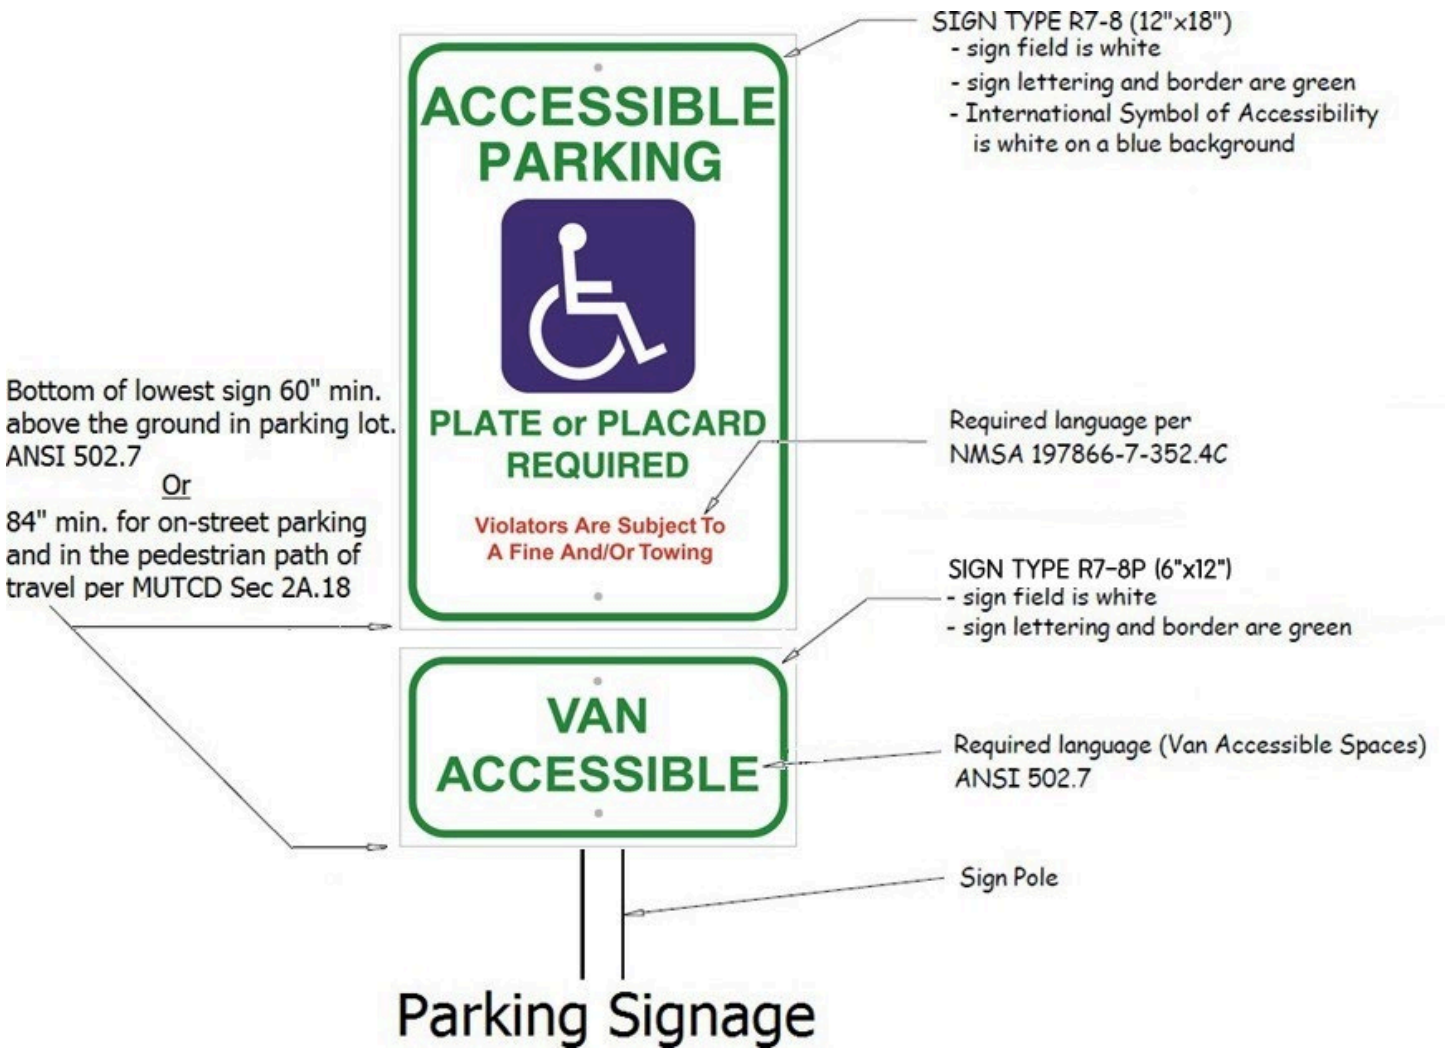 SIGN TYPE R7-8 (12"x18")
- sign field is white
- sign lettering and border are green
- International Symbol of Accessibility
is white on a blue background
ACCESSIBLE
PARKING
PLATE or PLACARD
REQUIRED
Violators Are Subject To
A Fine And/Or Towing
Bottom of lowest sign 60" min.
above the ground in parking lot.
ANSI 502.7
Or
84" min. for on-street parking
and in the pedestrian path of
travel per MUTCD Sec 2A.18
Required language per
NMSA 197866-7-352.4C
SIGN TYPE R7-8P (6"x12")
- sign field is white
- sign lettering and border are green
VAN
ACCESSIBLE
Required language (Van Accessible Spaces)
ANSI 502.7
Sign Pole
Parking Signage